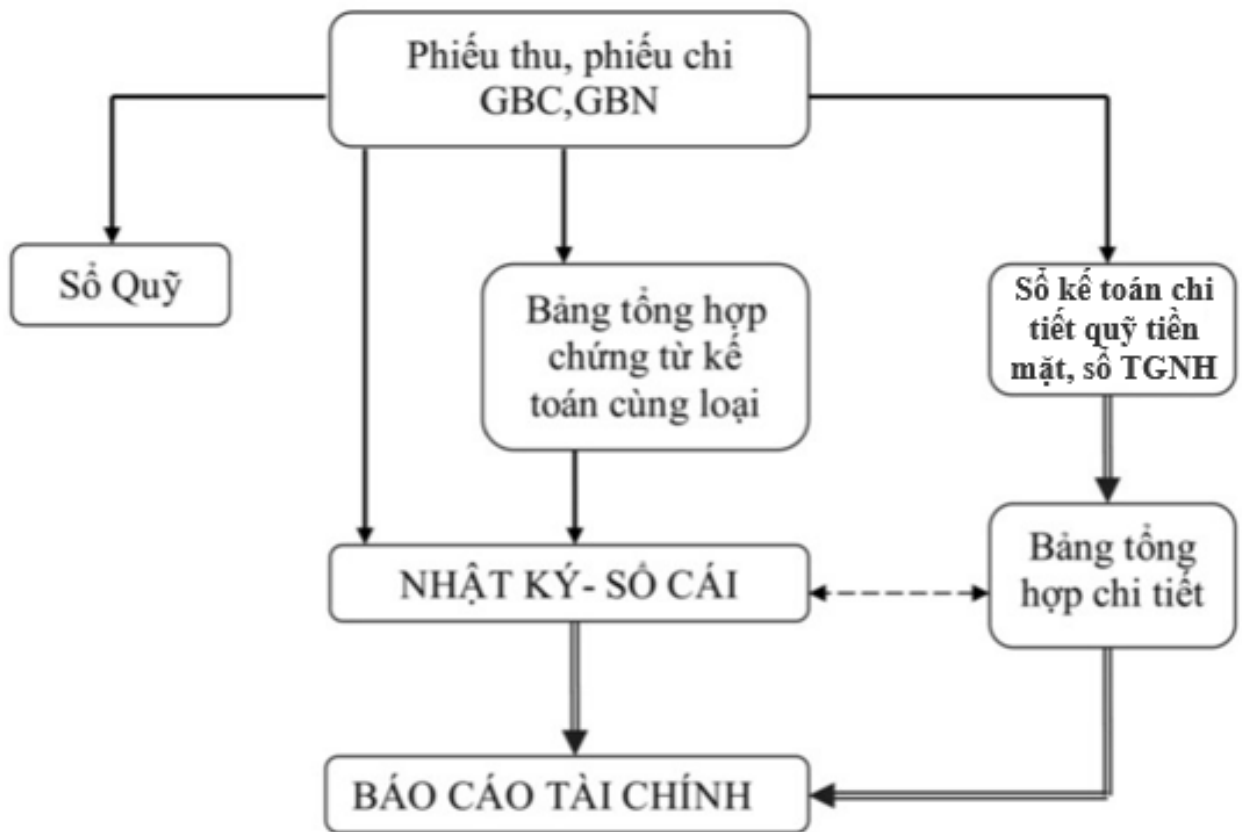 Phiếu thu, phiếu chi
GBC,GBN
Sổ Quỹ
Bảng tổng hợp
chứng từ kế
toán cùng loại
Sổ kế toán chi
tiết quỹ tiền
mặt, sổ TGNH
NHẬT KÝ- SỔ CÁI
Bảng tổng
hợp chi tiết
BÁO CÁO TÀI CHÍNH